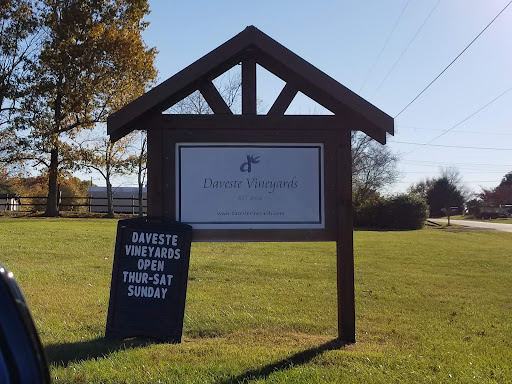 Daveste Vineyards
DAVESTE
VINEYARDS
OPEN
THUR-SAT
SUNDAY